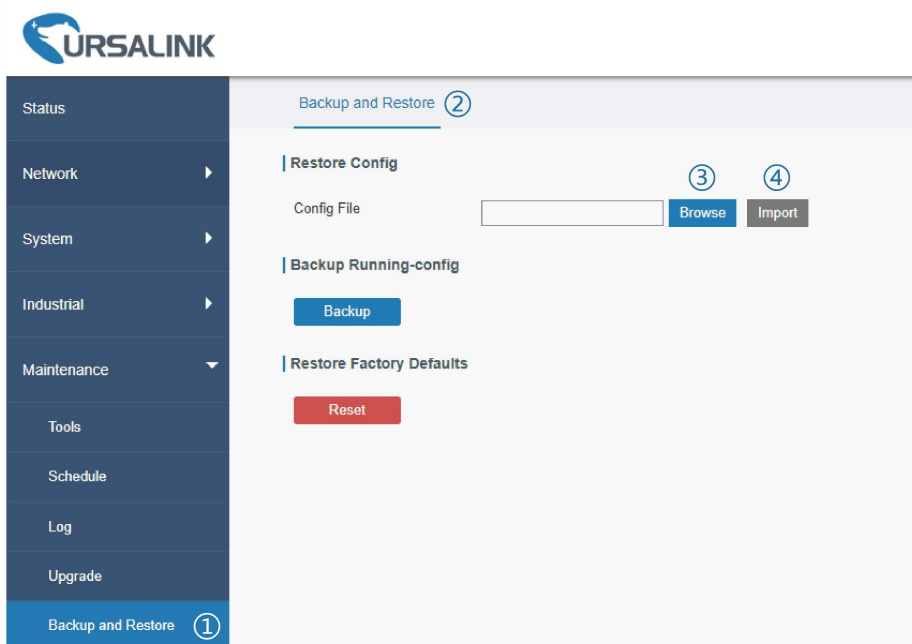 URSALINK
Status
Network
System
Industrial
Maintenance
Tools
Schedule
Log
Upgrade
Backup and Restore ①
Backup and Restore ②
Restore Config
③ ④
Config File Browse Import
Backup Running-config
Backup
Restore Factory Defaults
Reset